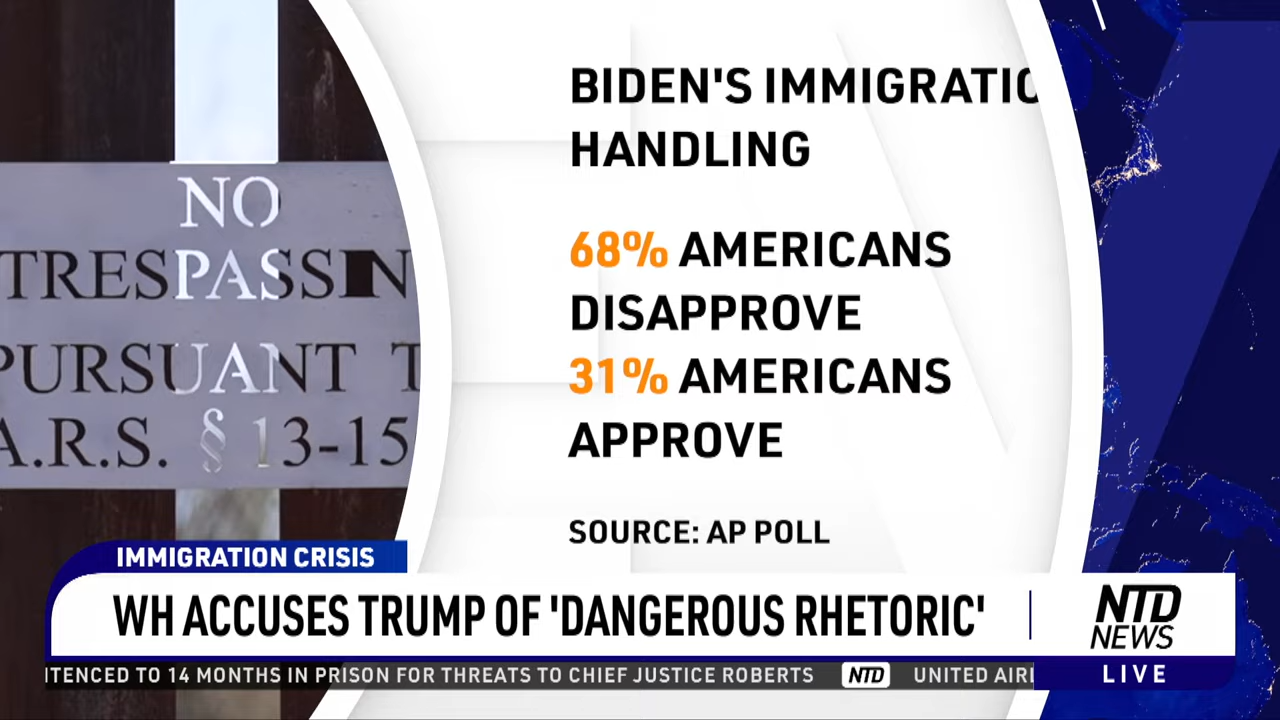 NO
TRESPASSIN
PURSUANT T
A.R.S. § 13-15
BIDEN'S IMMIGRATIO
HANDLING
68% AMERICANS
DISAPPROVE
31% AMERICANS
APPROVE
SOURCE: AP POLL
IMMIGRATION CRISIS
WH ACCUSES TRUMP OF 'DANGEROUS RHETORIC'
NTD
NEWS
ITENCED TO 14 MONTHS IN PRISON FOR THREATS TO CHIEF JUSTICE ROBERTS NTD UNITED AIRL
LIVE